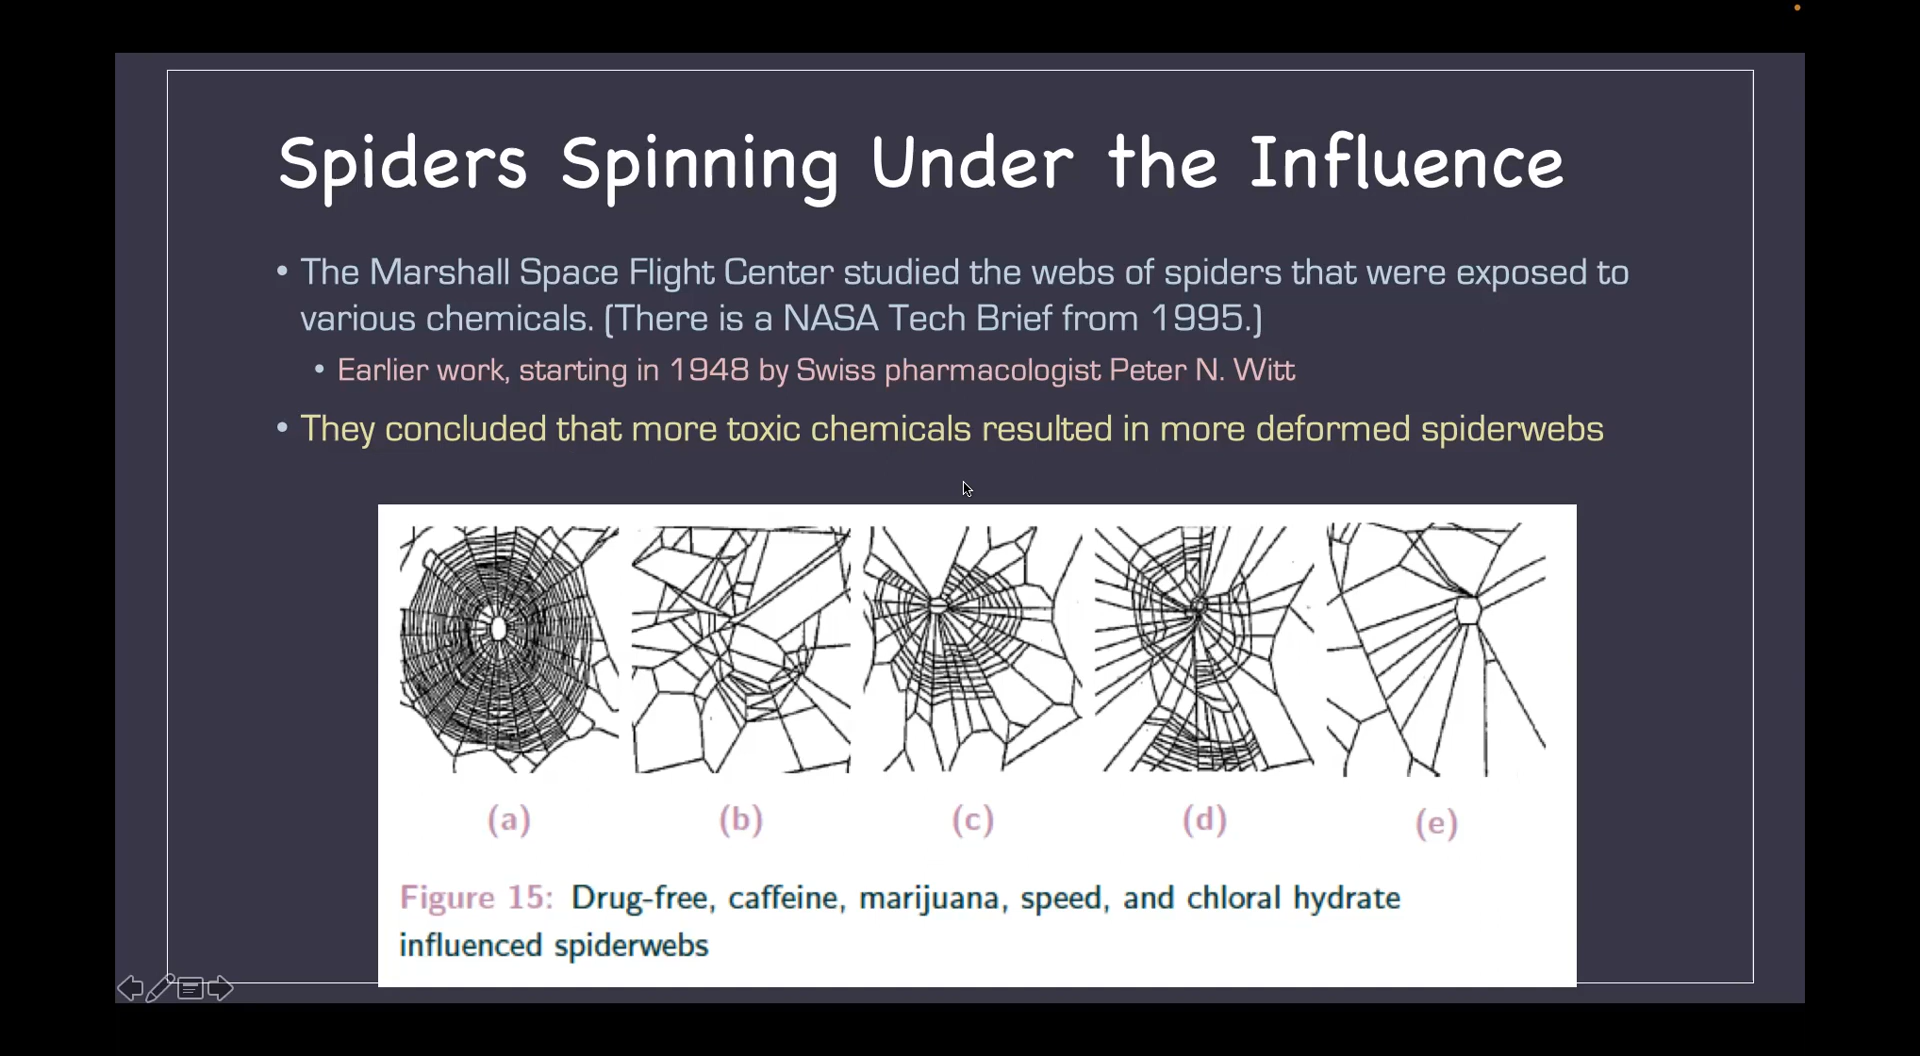 Spiders Spinning Under the Influence
• The Marshall Space Flight Center studied the webs of spiders that were exposed to
various chemicals. (There is a NASA Tech Brief from 1995.)
• Earlier work, starting in 1948 by Swiss pharmacologist Peter N. Witt
• They concluded that more toxic chemicals resulted in more deformed spiderwebs
(a) (b) (c) (d) (e)
Figure 15: Drug-free, caffeine, marijuana, speed, and chloral hydrate
influenced spiderwebs